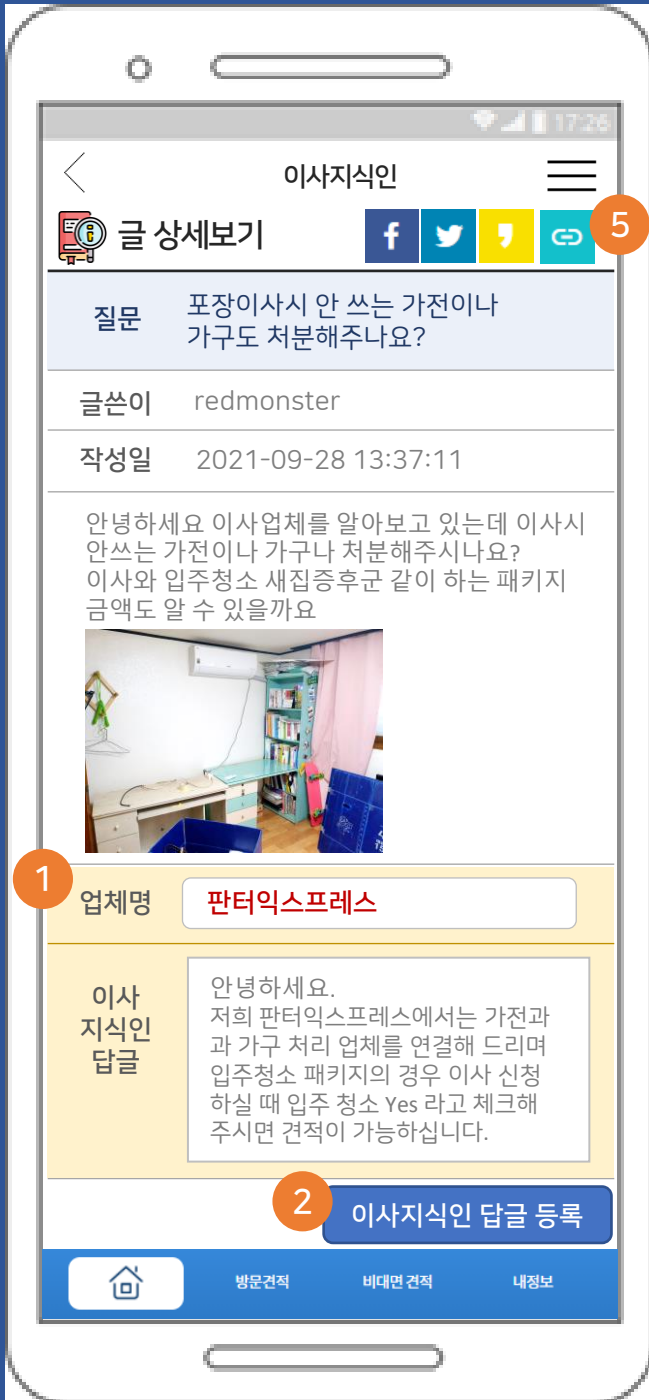 17:26
이사지식인
글 상세보기
5
질문
포장이사시 안 쓰는 가전이나
가구도 처분해주나요?
글쓴이
redmonster
작성일
2021-09-28 13:37:11
안녕하세요 이사업체를 알아보고 있는데 이사시
안쓰는 가전이나 가구나 처분해주시나요?
이사와 입주청소 새집증후군 같이 하는 패키지
금액도 알 수 있을까요
1
업체명
판터익스프레스
이사
지식인
답글
안녕하세요.
저희 판터익스프레스에서는 가전과
과 가구 처리 업체를 연결해 드리며
입주청소 패키지의 경우 이사 신청
하실 때 입주 청소 Yes 라고 체크해
주시면 견적이 가능하십니다.
2
이사지식인 답글 등록
방문견적
비대면 견적
내정보